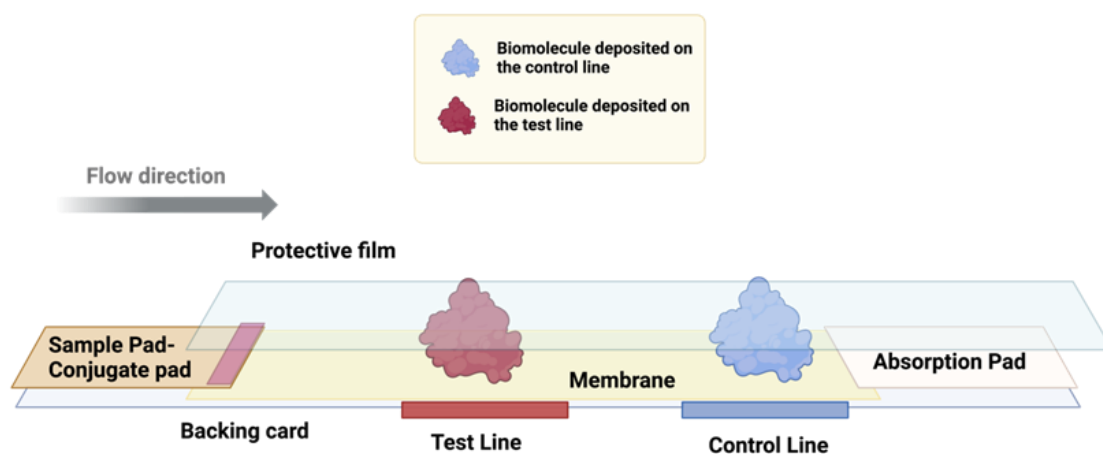 Biomolecule deposited on
the control line
Biomolecule deposited on
the test line
Flow direction
Protective film
Sample Pad-
Conjugate pad
Membrane
Absorption Pad
Backing card
Test Line
Control Line